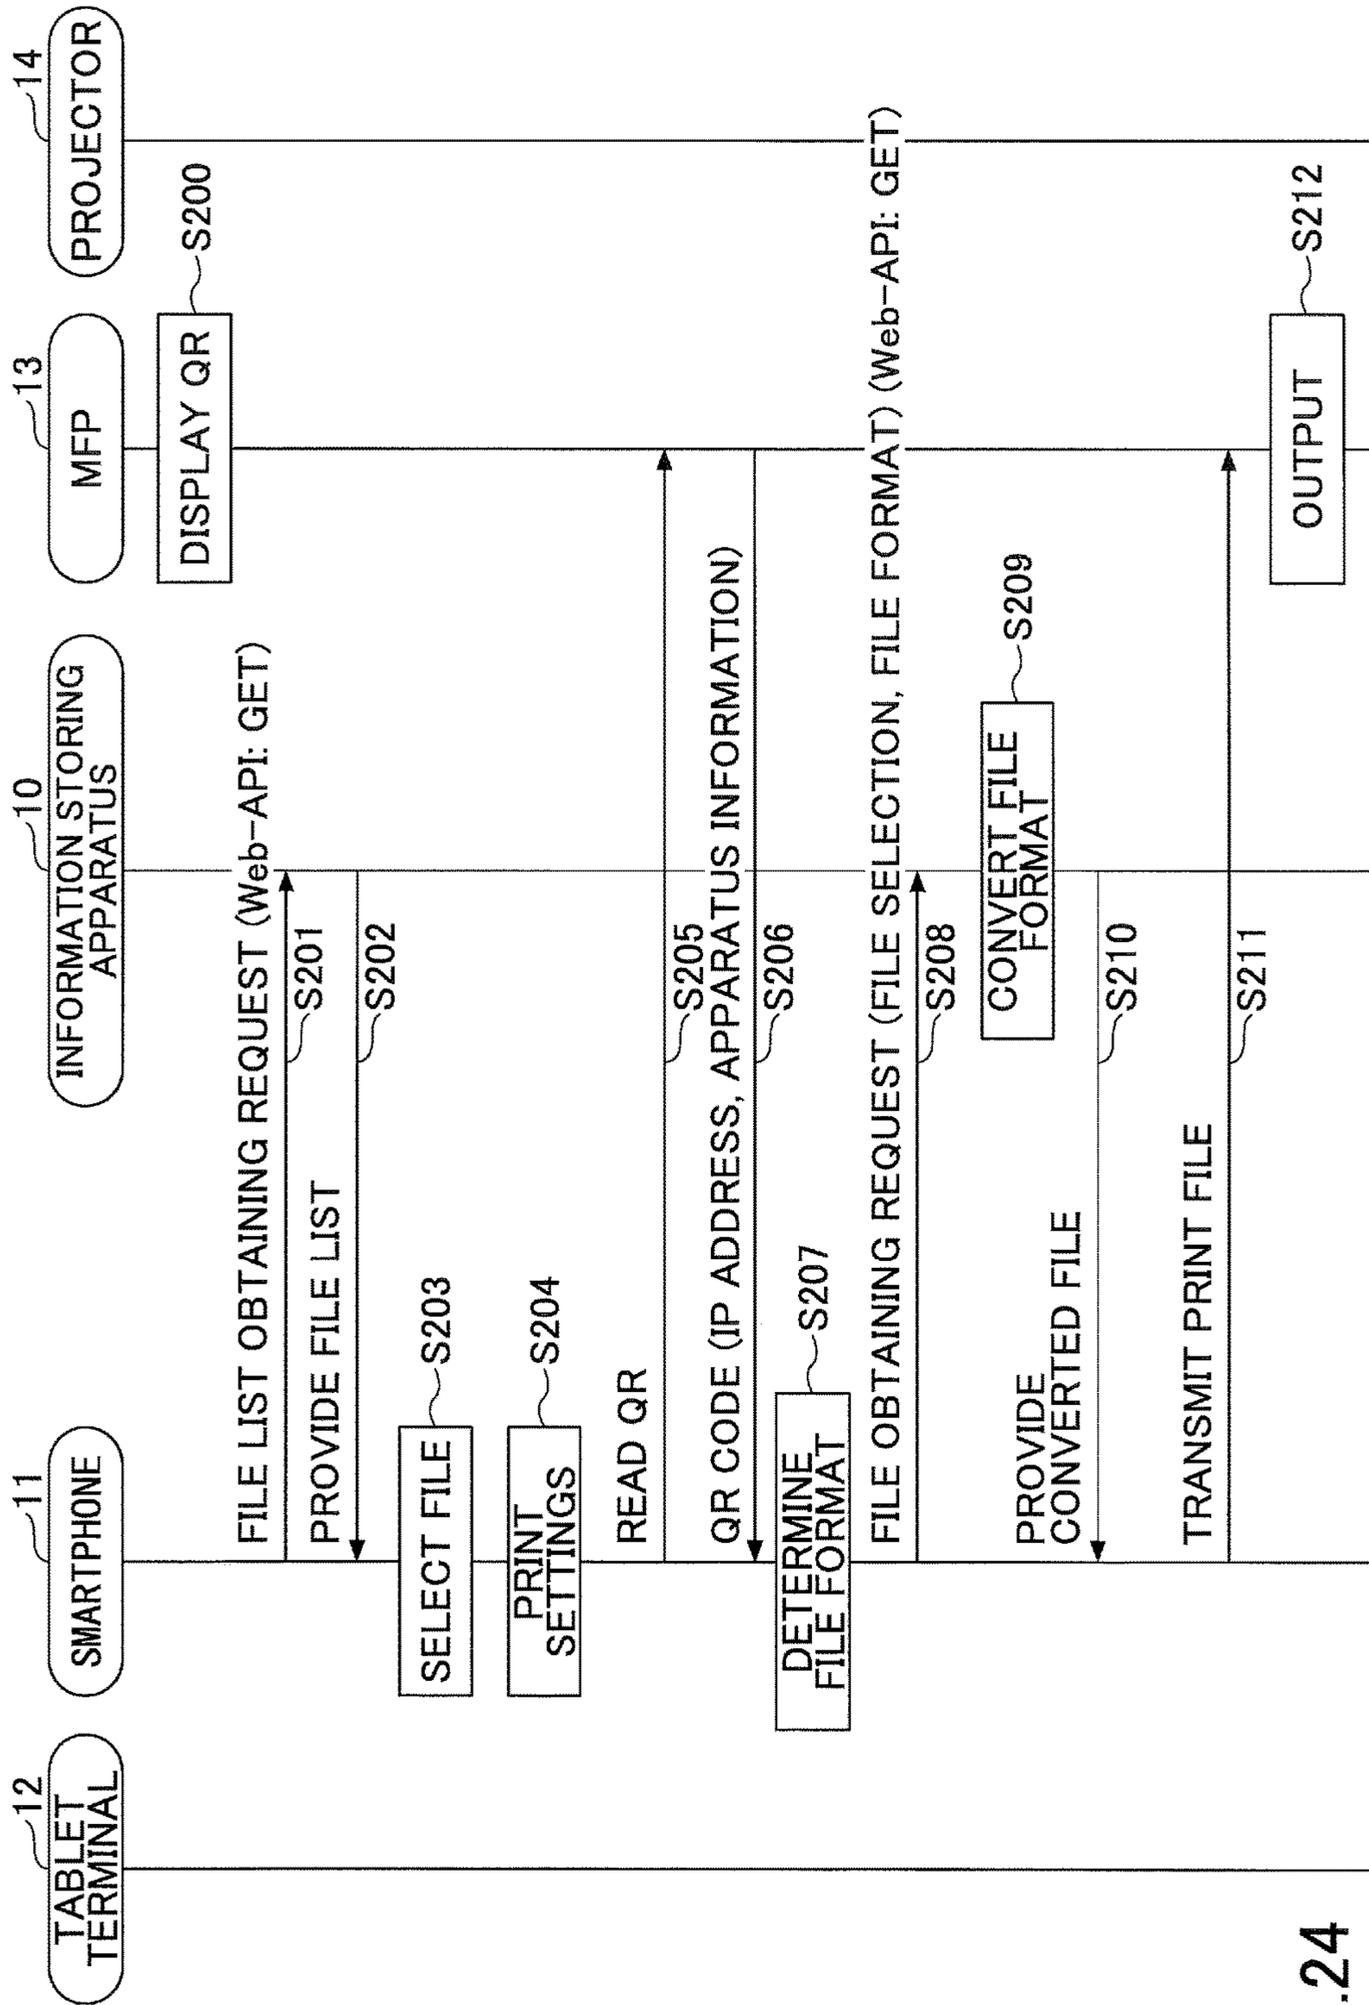 12
TABLET
TERMINAL
11
SMARTPHONE
10
INFORMATION STORING
APPARATUS
13
MFP
14
PROJECTOR
DISPLAY QR
S200
FILE LIST OBTAINING REQUEST (Web-API: GET)
S201
PROVIDE FILE LIST
S202
SELECT FILE
S203
PRINT
SETTINGS
S204
READ QR
S205
QR CODE (IP ADDRESS, APPARATUS INFORMATION)
S206
DETERMINE
FILE FORMAT
S207
FILE OBTAINING REQUEST (FILE SELECTION, FILE FORMAT) (Web-API: GET)
S208
CONVERT FILE
FORMAT
S209
PROVIDE
CONVERTED FILE
S210
TRANSMIT PRINT FILE
S211
OUTPUT
S212
.24